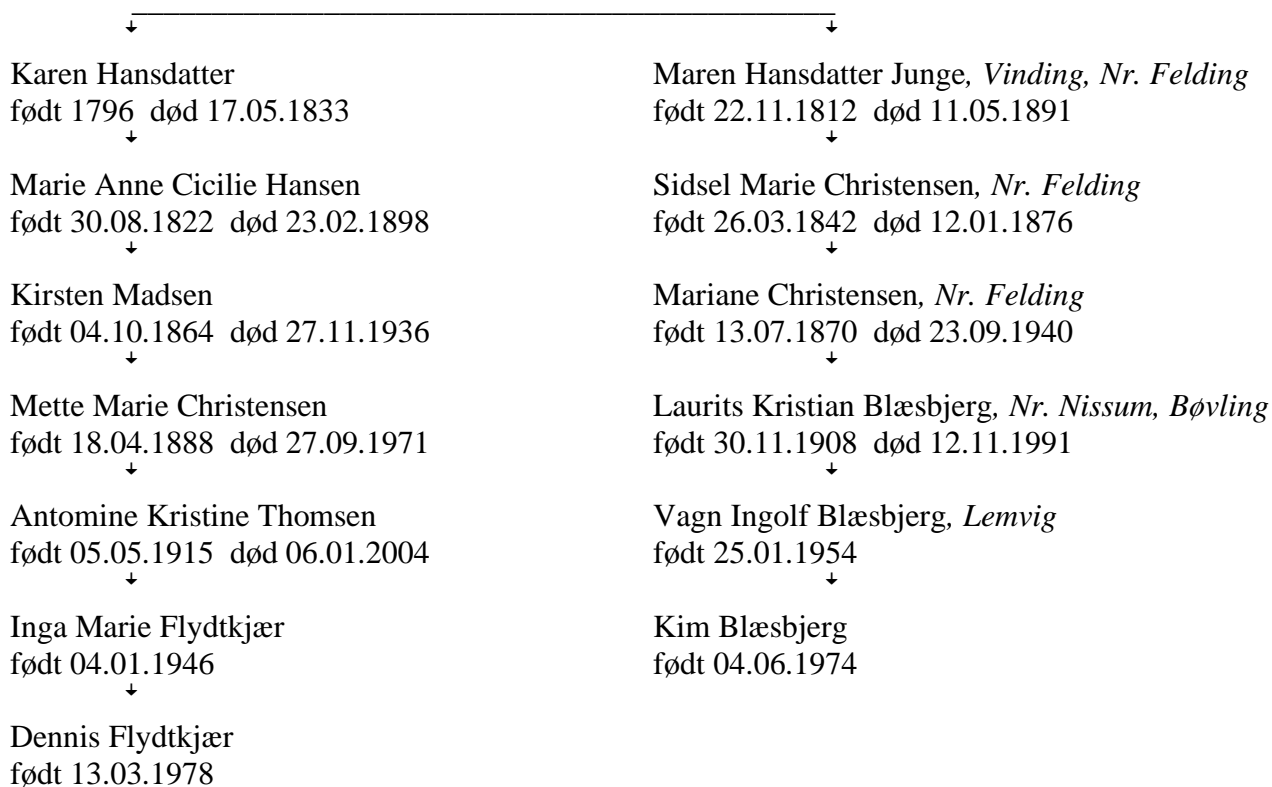 Karen Hansdatter
født 1796 død 17.05.1833
Marie Anne Cicilie Hansen
født 30.08.1822 død 23.02.1898
Kirsten Madsen
født 04.10.1864 død 27.11.1936
Mette Marie Christensen
født 18.04.1888 død 27.09.1971
Antomine Kristine Thomsen
født 05.05.1915 død 06.01.2004
Inga Marie Flydtkjær
født 04.01.1946
Dennis Flydtkjær
født 13.03.1978
Maren Hansdatter Junge, Vinding, Nr. Felding
født 22.11.1812 død 11.05.1891
Sidsel Marie Christensen, Nr. Felding
født 26.03.1842 død 12.01.1876
Mariane Christensen, Nr. Felding
født 13.07.1870 død 23.09.1940
Laurits Kristian Blæsbjerg, Nr. Nissum, Bøvling
født 30.11.1908 død 12.11.1991
Vagn Ingolf Blæsbjerg, Lemvig
født 25.01.1954
Kim Blæsbjerg
født 04.06.1974